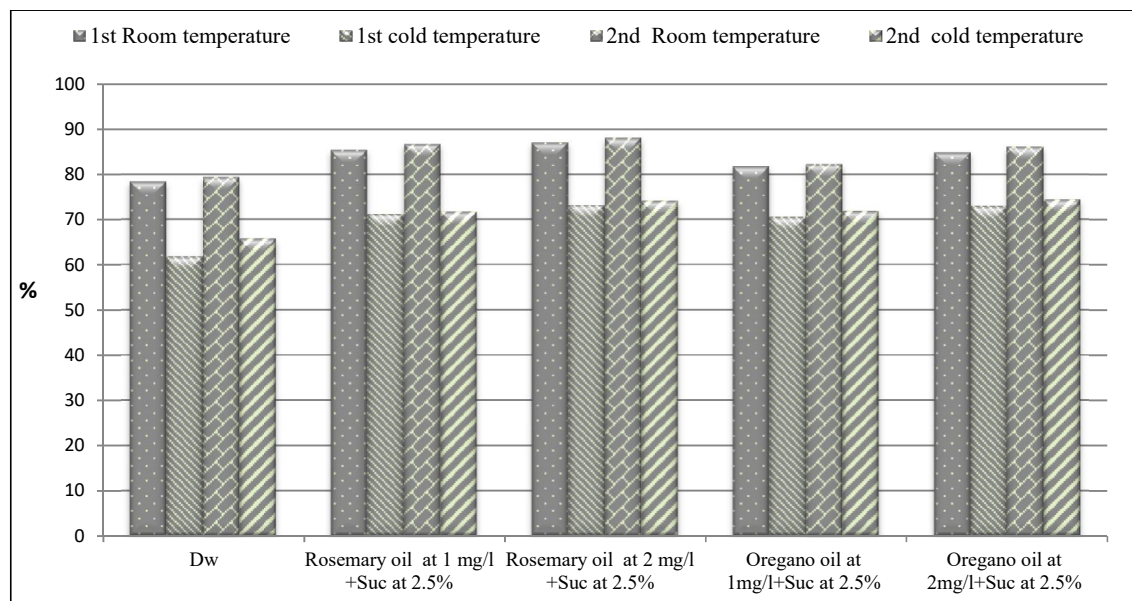 1st Room temperature 1st cold temperature 2nd Room temperature 2nd cold temperature
100
90
80
70
60
50
40
30
20
10
0
%
Dw
Rosemary oil at 1 mg/l
+Suc at 2.5%
Rosemary oil at 2 mg/l
+Suc at 2.5%
Oregano oil at
1mg/l+Suc at 2.5%
Oregano oil at
2mg/l+Suc at 2.5%